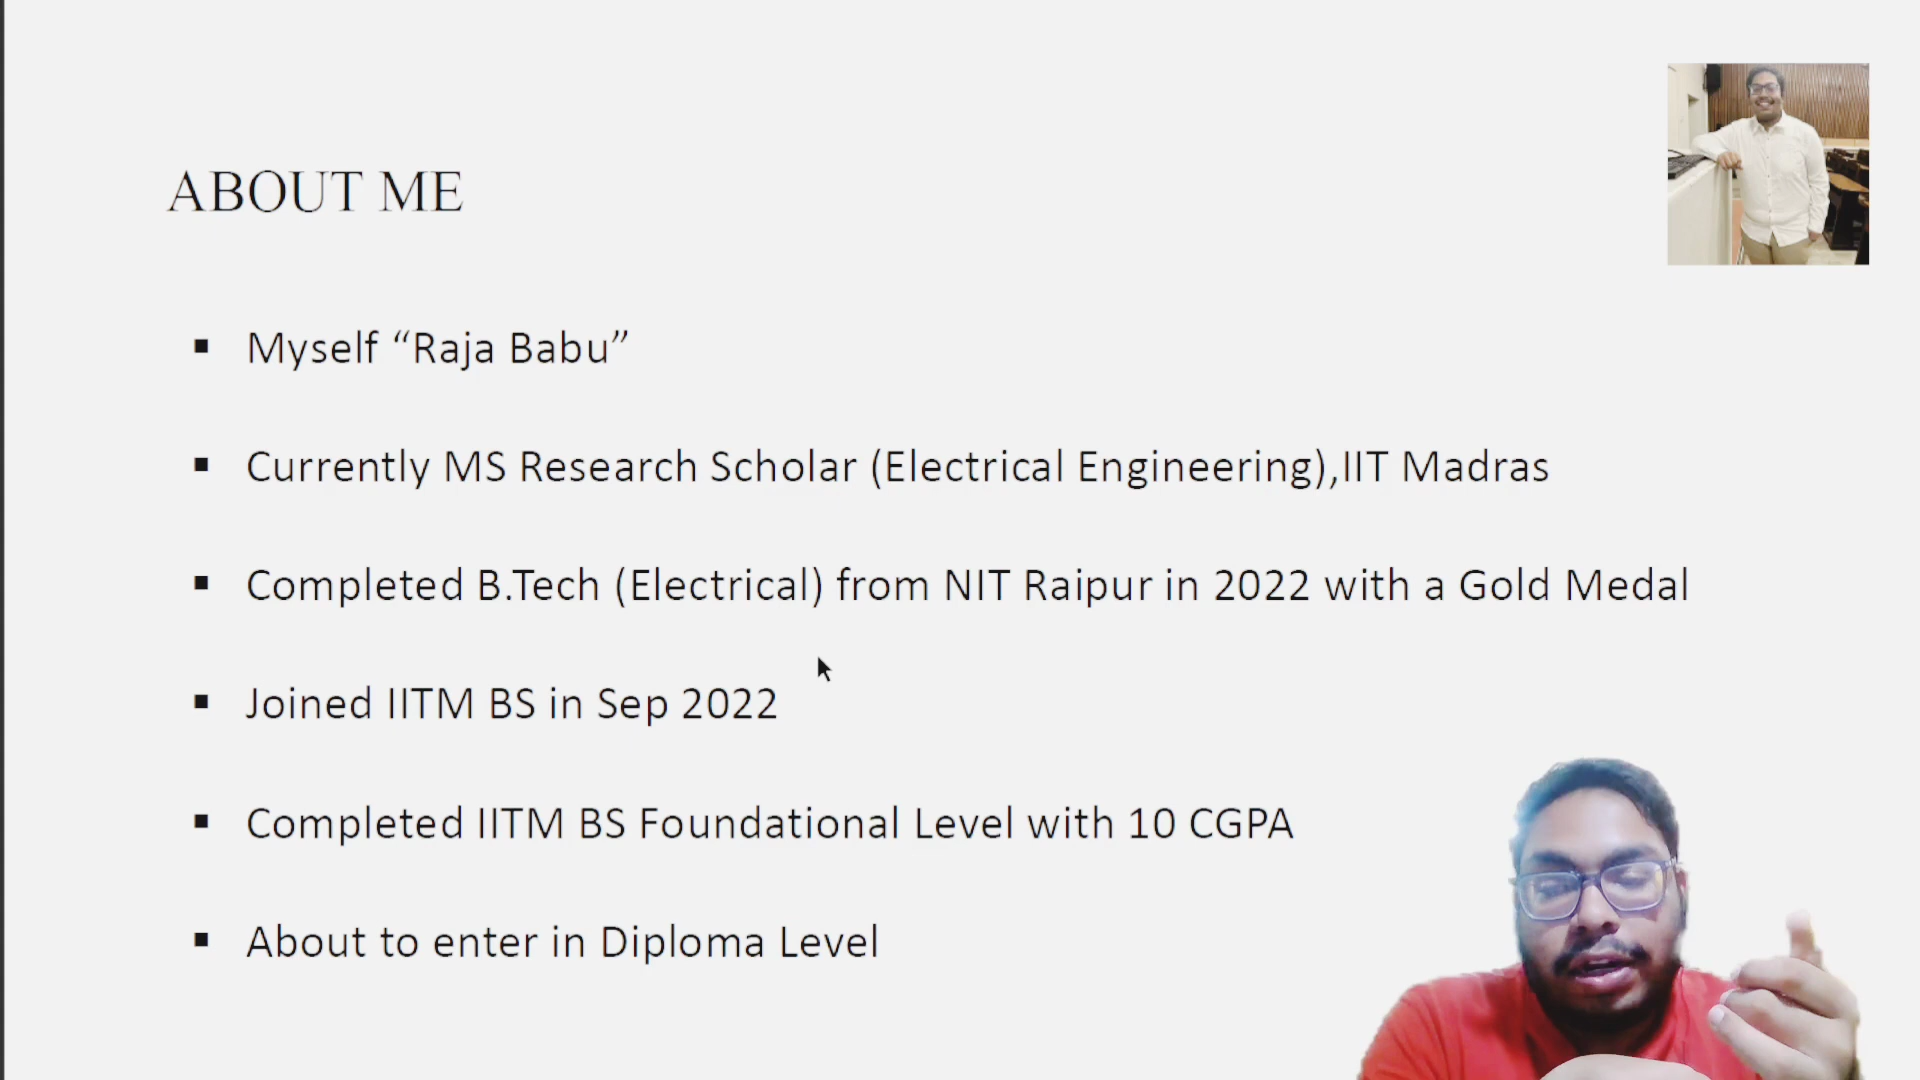 ABOUT ME
Myself “Raja Babu”
Currently MS Research Scholar (Electrical Engineering),IIT Madras
Completed B.Tech (Electrical) from NIT Raipur in 2022 with a Gold Medal
Joined IITM BS in Sep 2022
Completed IITM BS Foundational Level with 10 CGPA
About to enter in Diploma Level